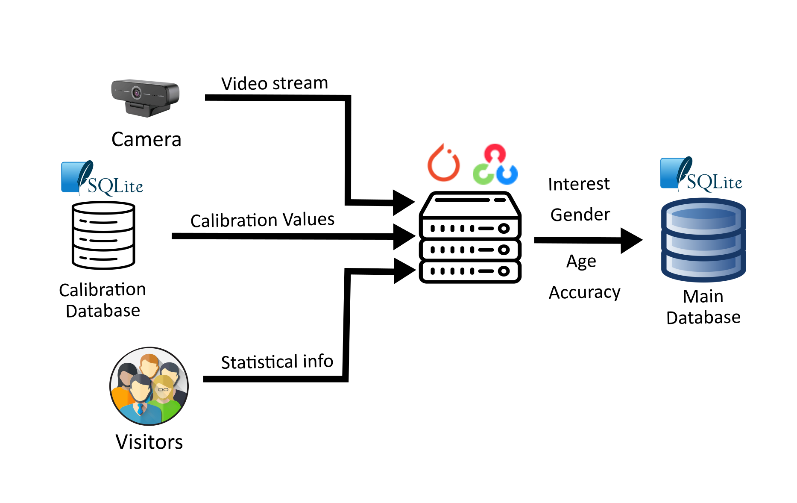 Video stream
Camera
SQLite
Calibration Values
Calibration
Database
Statistical info
Visitors
Interest
Gender
Age
Accuracy
SQLite
Main
Database